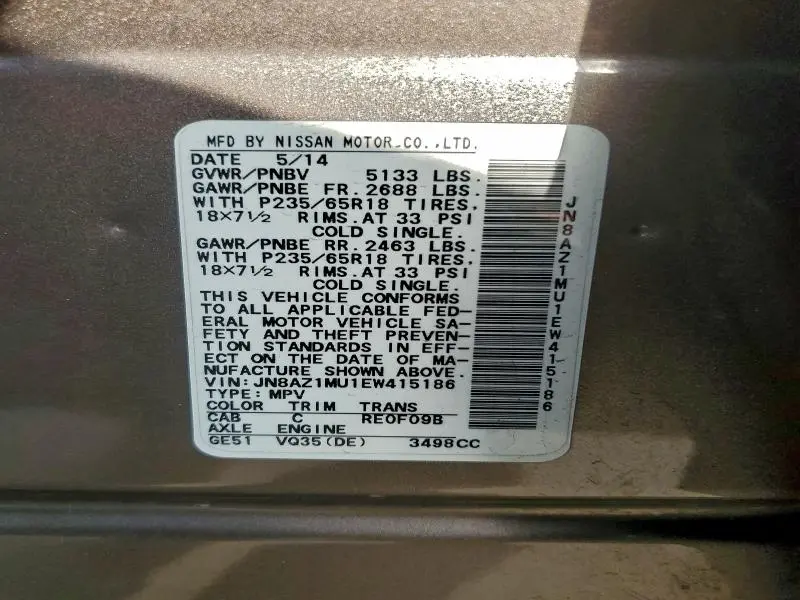 MFD BY NISSAN MOTOR CO.,LTD.
DATE 5/14
GVWR/PNBV 5133 LBS.
GAWR/PNBE FR. 2688 LBS.
WITH P235/65R18 TIRES.
18×7½ RIMS.AT 33 PSI
COLD SINGLE.
GAWR/PNBE RR. 2463 LBS.
WITH P235/65R18 TIRES.
18×7½ RIMS.AT 33 PSI
COLD SINGLE.
THIS VEHICLE CONFORMS
TO ALL APPLICABLE FED-
ERAL MOTOR VEHICLE SA-
FETY AND THEFT PREVEN-
TION STANDARDS IN EFF-
ECT ON THE DATE OF MA-
NUFACTURE SHOWN ABOVE.
VIN: JN8AZ1MU1EW415186
TYPE: MPV
COLOR TRIM TRANS
CAB C RE0F09B
AXLE ENGINE
GE51 VQ35(DE) 3498CC
JN8AZ1MU1EW415186